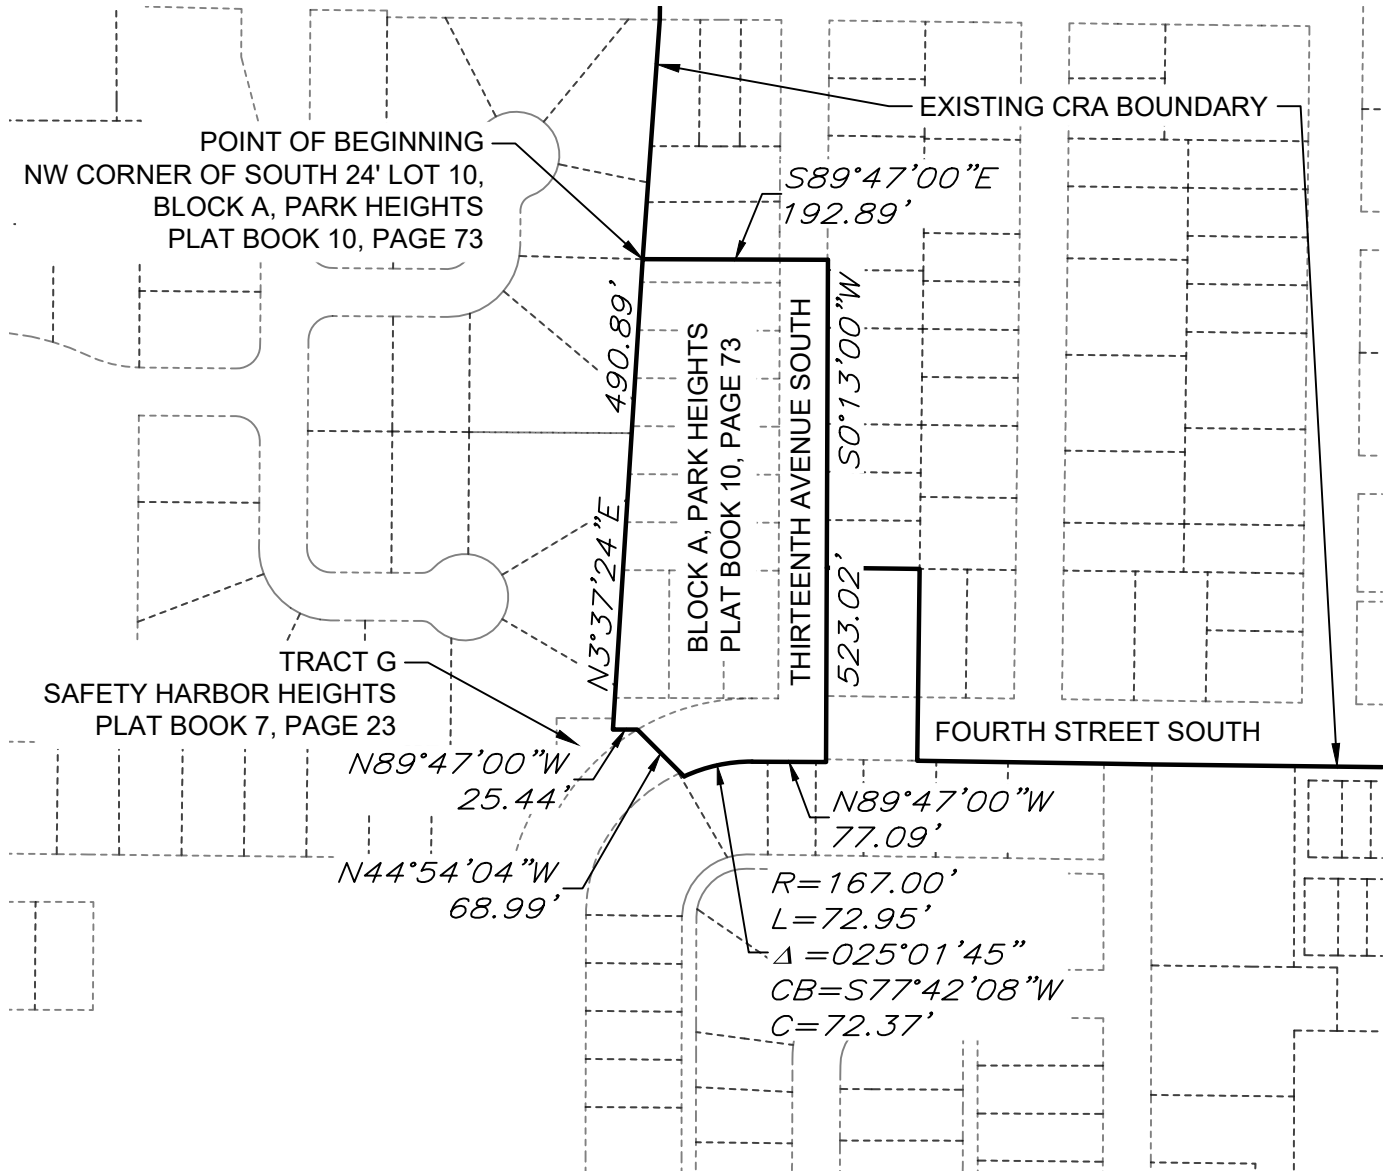 EXISTING CRA BOUNDARY
POINT OF BEGINNING
NW CORNER OF SOUTH 24' LOT 10,
BLOCK A, PARK HEIGHTS
PLAT BOOK 10, PAGE 73
S89°47'00"E
192.89'
490.89'
N3°37'24"E
BLOCK A, PARK HEIGHTS
PLAT BOOK 10, PAGE 73
THIRTEENTH AVENUE SOUTH
S0°13'00"W
523.02'
TRACT G
SAFETY HARBOR HEIGHTS
PLAT BOOK 7, PAGE 23
FOURTH STREET SOUTH
N89°47'00"W
25.44'
N89°47'00"W
77.09'
N44°54'04"W
68.99'
R=167.00'
L=72.95'
Δ=025°01'45"
CB=S77°42'08"W
C=72.37'